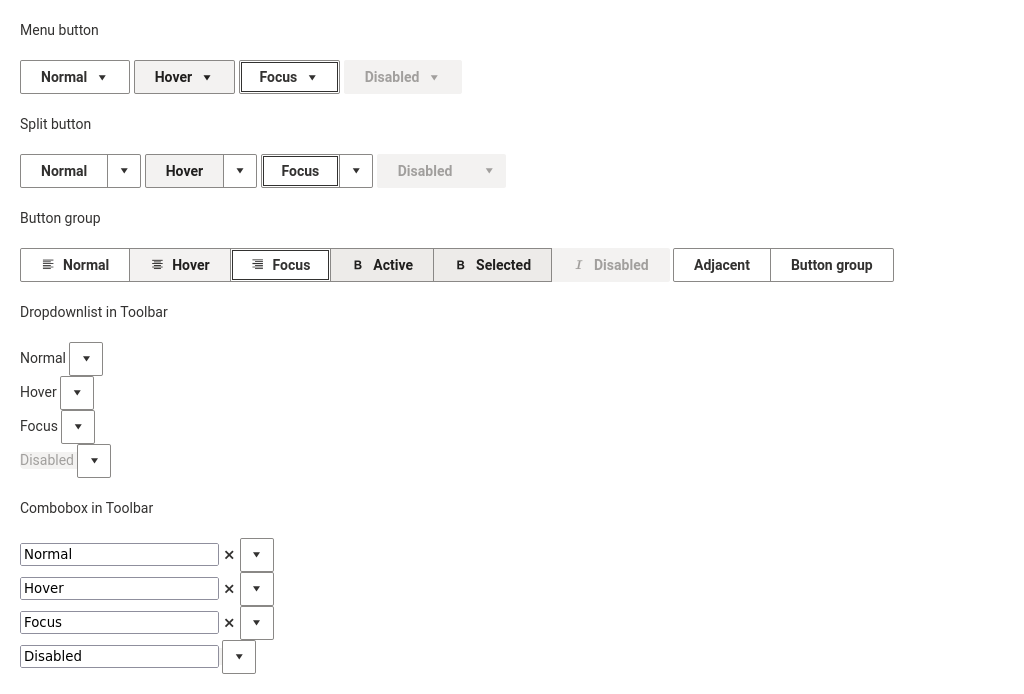 Menu button
Normal Hover Focus Disabled
Split button
Normal Hover Focus Disabled
Button group
Normal Hover Focus B Active B Selected I Disabled Adjacent Button group
Dropdownlist in Toolbar
Normal
Hover
Focus
Disabled
Combobox in Toolbar
Normal
Hover
Focus
Disabled